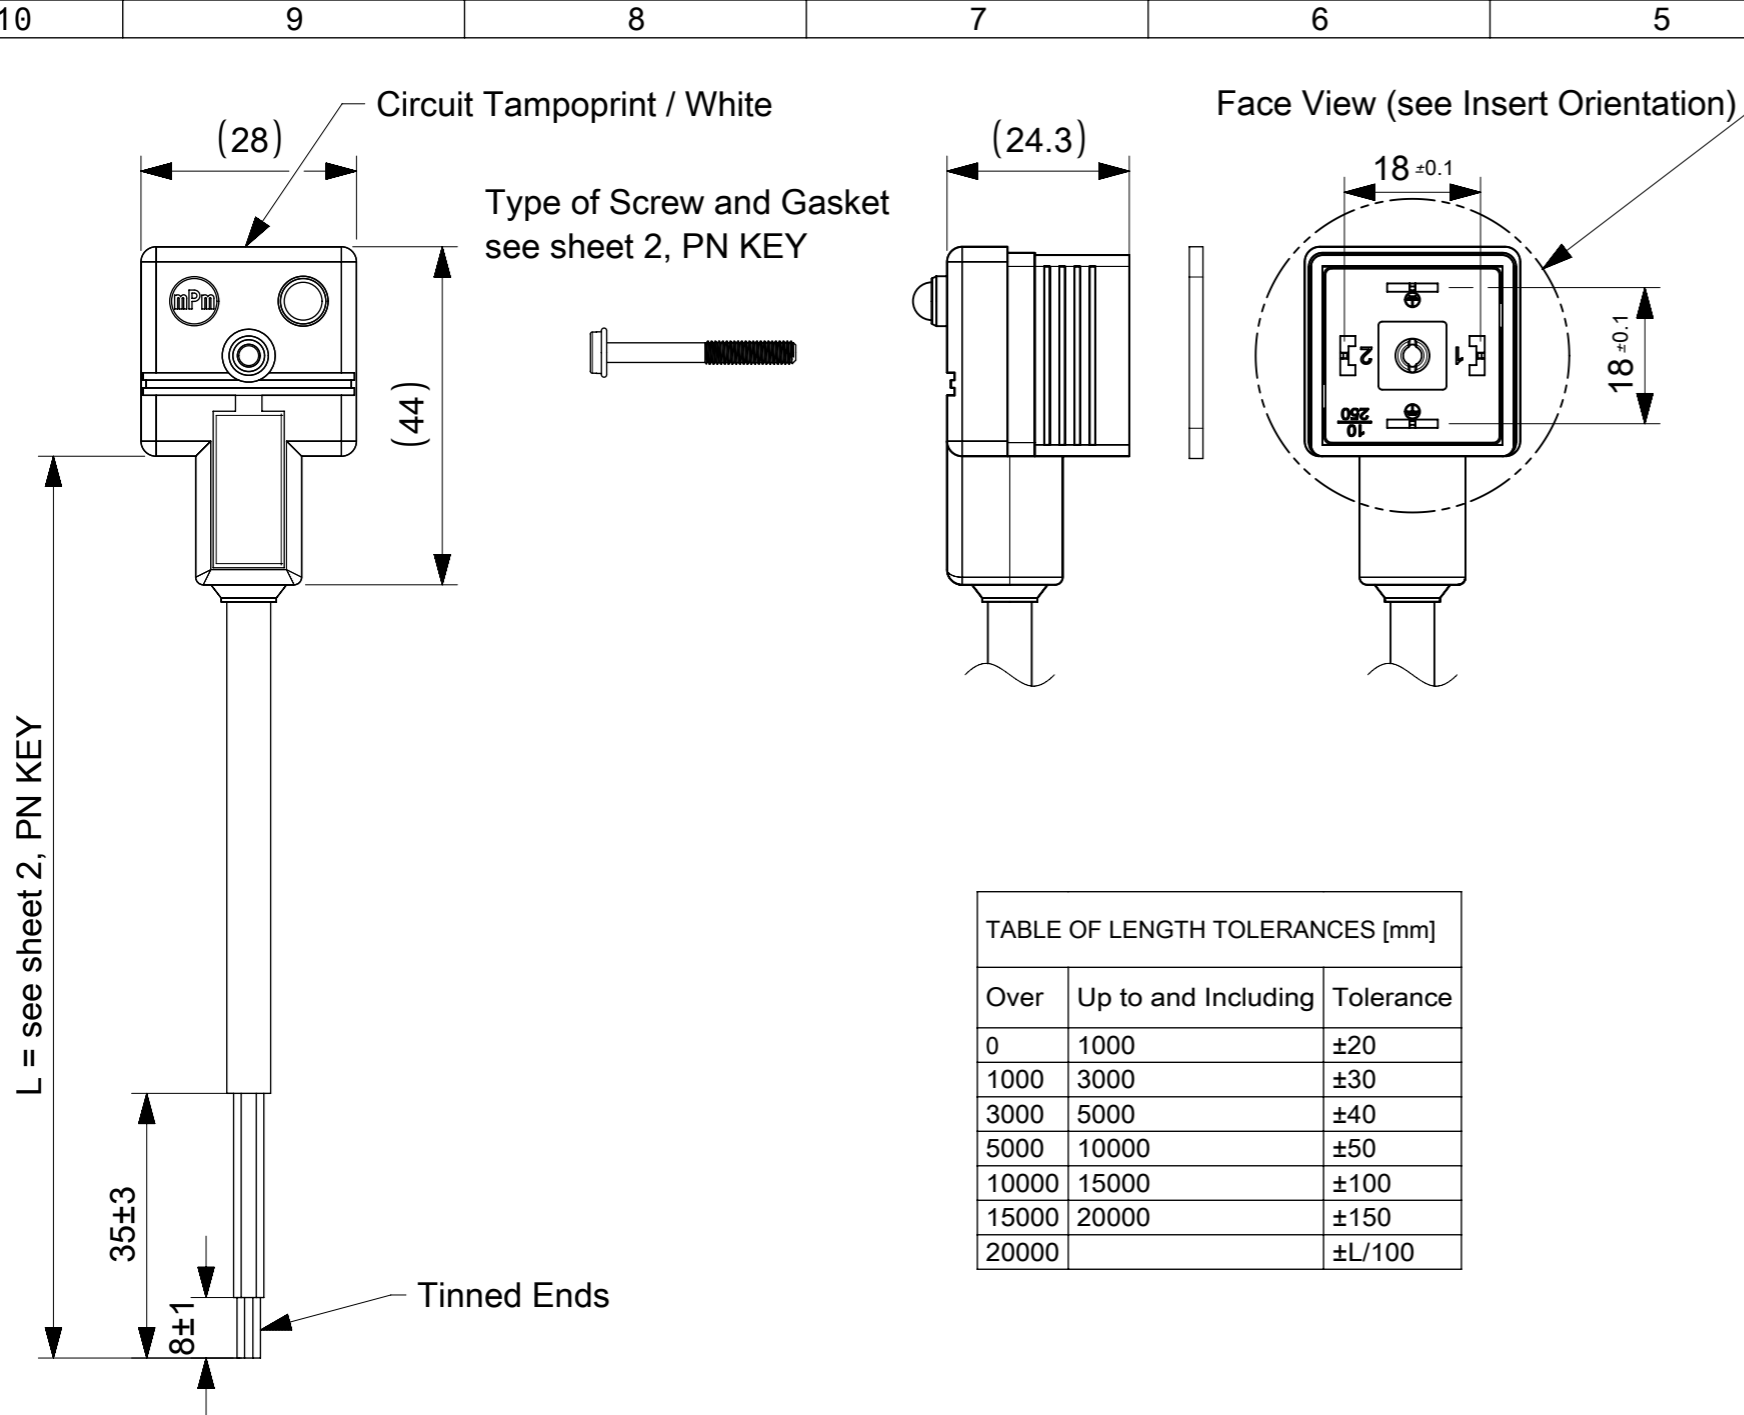 10 9 8 7 6 5
Circuit Tampoprint / White
(28)
Type of Screw and Gasket
see sheet 2, PN KEY
mPm
(44)
L = see sheet 2, PN KEY
35±3
8±1
Tinned Ends
(24.3)
Face View (see Insert Orientation)
18 ±0.1
18 ±0.1
2
1
10
250
TABLE OF LENGTH TOLERANCES [mm]
Over Up to and Including Tolerance
0 1000 ±20
1000 3000 ±30
3000 5000 ±40
5000 10000 ±50
10000 15000 ±100
15000 20000 ±150
20000 ±L/100